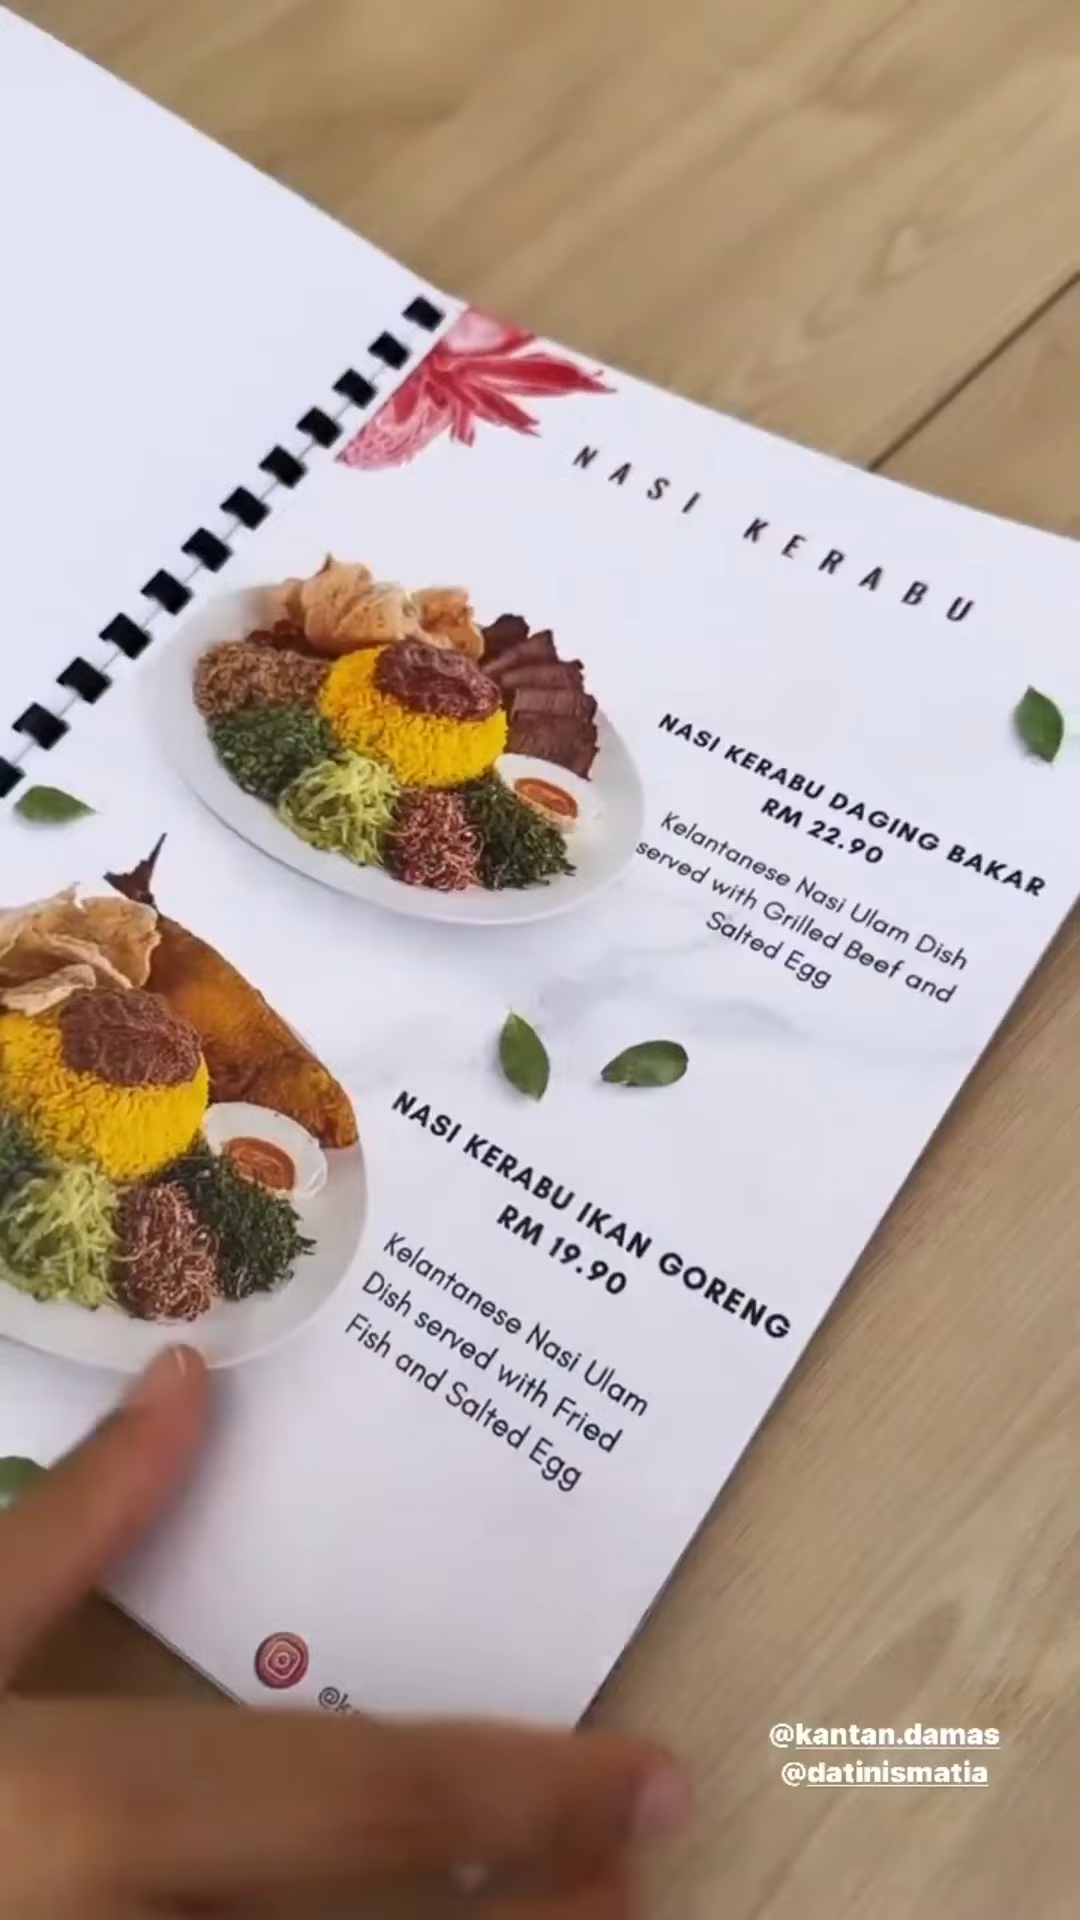 NASI KERABU
NASI KERABU DAGING BAKAR
RM 22.90
Kelantanese Nasi Ulam Dish
served with Grilled Beef and
Salted Egg
NASI KERABU IKAN GORENG
RM 19.90
Kelantanese Nasi Ulam
Dish served with Fried
Fish and Salted Egg
@kantan.damas
@datinismatia